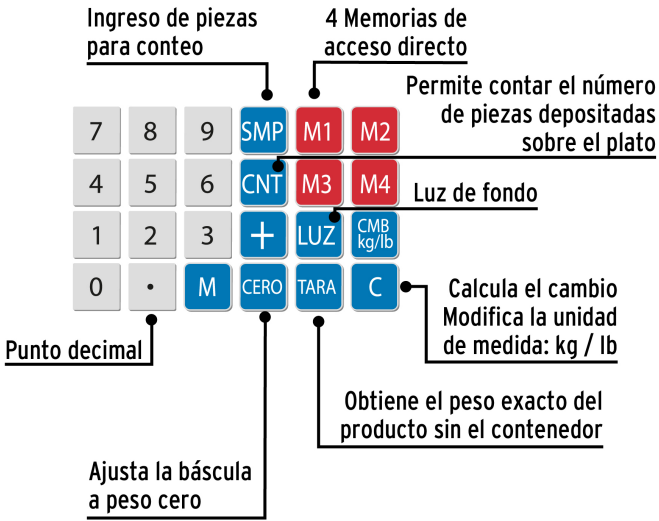 Ingreso de piezas
para conteo
4 Memorias de
acceso directo
Permite contar el número
de piezas depositadas
sobre el plato
7 8 9 SMP M1 M2
4 5 6 CNT M3 M4
Luz de fondo
1 2 3 + LUZ CMB
kg/lb
0 . M CERO TARA C
Calcula el cambio
Modifica la unidad
de medida: kg / lb
Punto decimal
Obtiene el peso exacto del
producto sin el contenedor
Ajusta la báscula
a peso cero